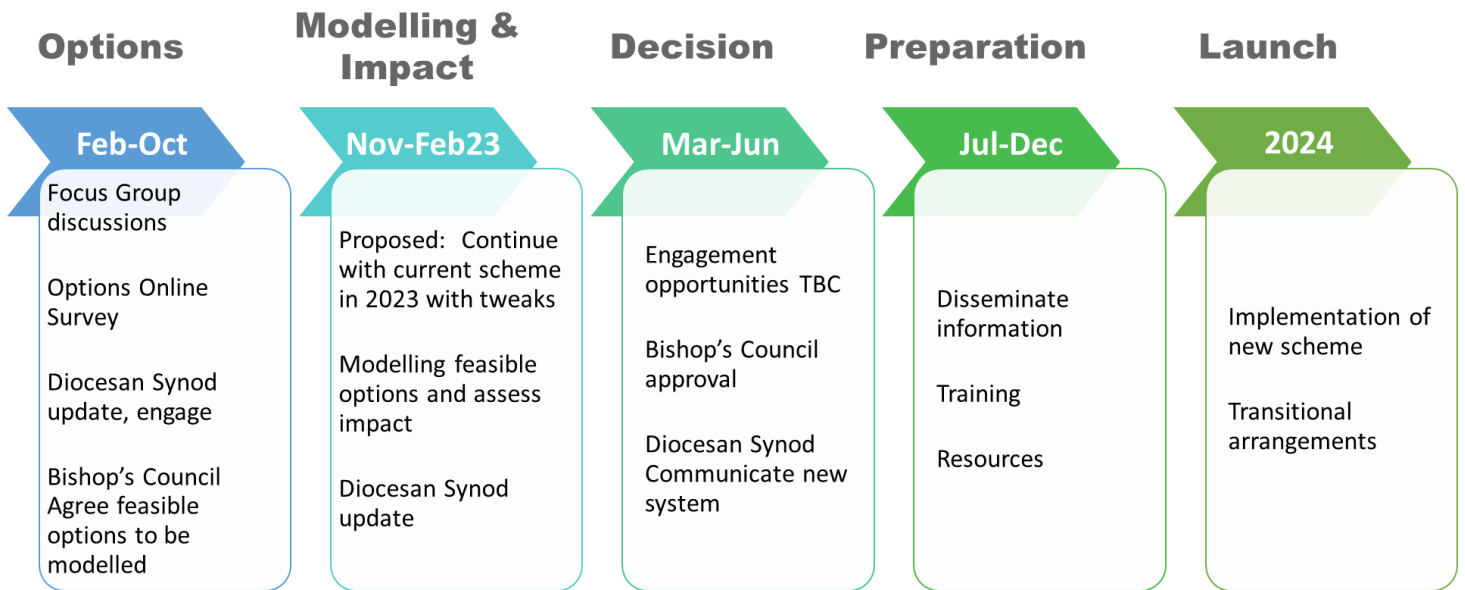 Options
Feb-Oct
Focus Group
discussions
Options Online
Survey
Diocesan Synod
update, engage
Bishop's Council
Agree feasible
options to be
modelled
Modelling &
Impact
Nov-Feb23
Proposed:  Continue
with current scheme
in 2023 with tweaks
Modelling feasible
options and assess
impact
Diocesan Synod
update
Decision
Mar-Jun
Engagement
opportunities TBC
Bishop's Council
approval
Diocesan Synod
Communicate new
system
Preparation
Jul-Dec
Disseminate
information
Training
Resources
Launch
2024
Implementation of
new scheme
Transitional
arrangements